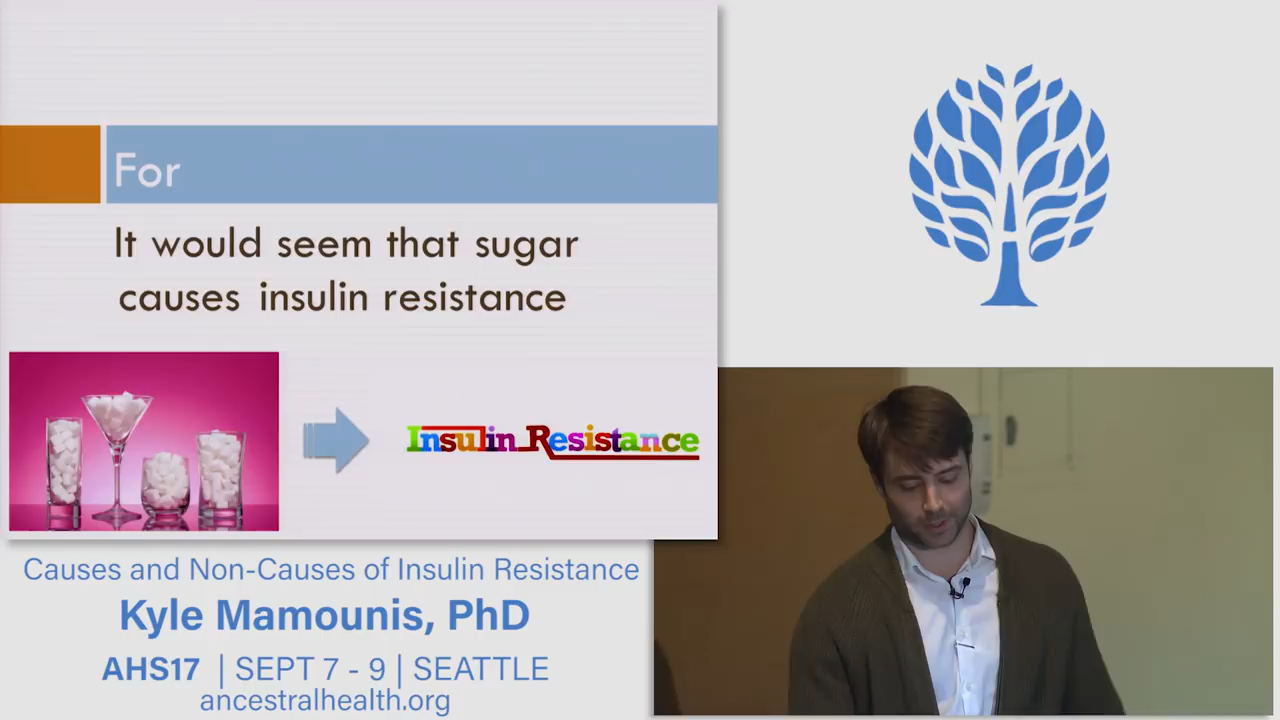 For
It would seem that sugar
causes insulin resistance
Insulin Resistance
Causes and Non-Causes of Insulin Resistance
Kyle Mamounis, PhD
AHS17 | SEPT 7 - 9 | SEATTLE
ancestralhealth.org